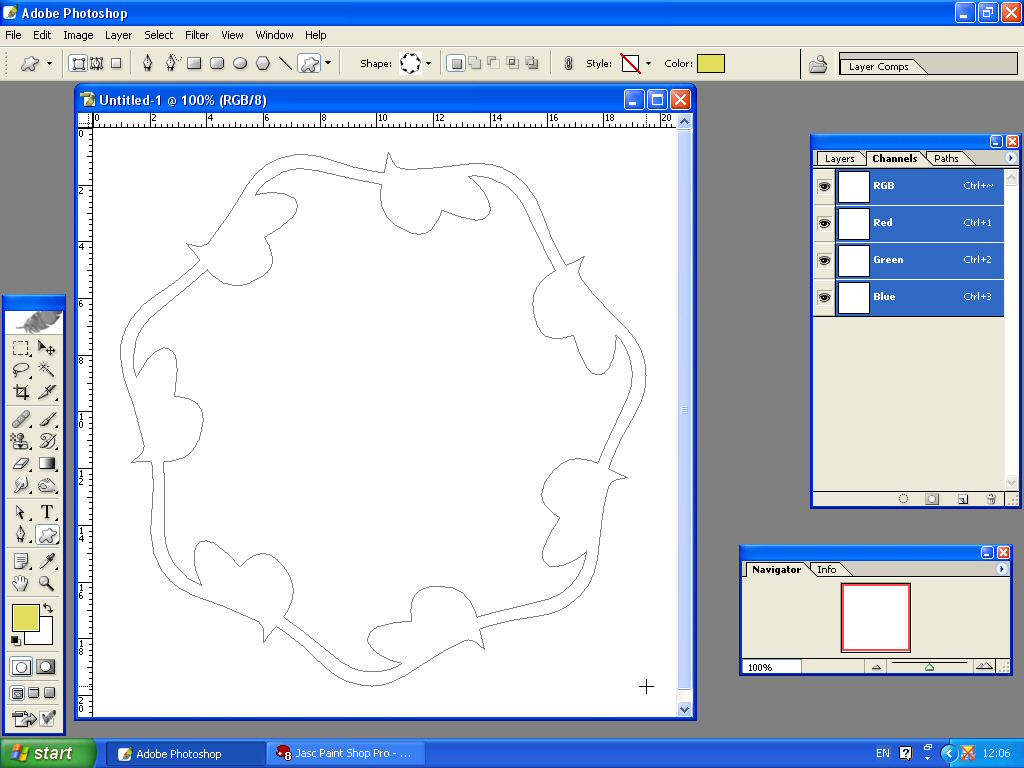 Adobe Photoshop
File Edit Image Layer Select Filter View Window Help
Shape: Style: Color: Layer Comps
Untitled-1 @ 100% (RGB/8)
0 2 4 6 8 10 12 14 16 18 20
0
2
4
6
8
10
12
14
16
18
20
Layers Channels Paths
RGB Ctrl+~
Red Ctrl+1
Green Ctrl+2
Blue Ctrl+3
T
Navigator Info
100%
start Adobe Photoshop 8 Jasc Paint Shop Pro - ... EN ? 12:06